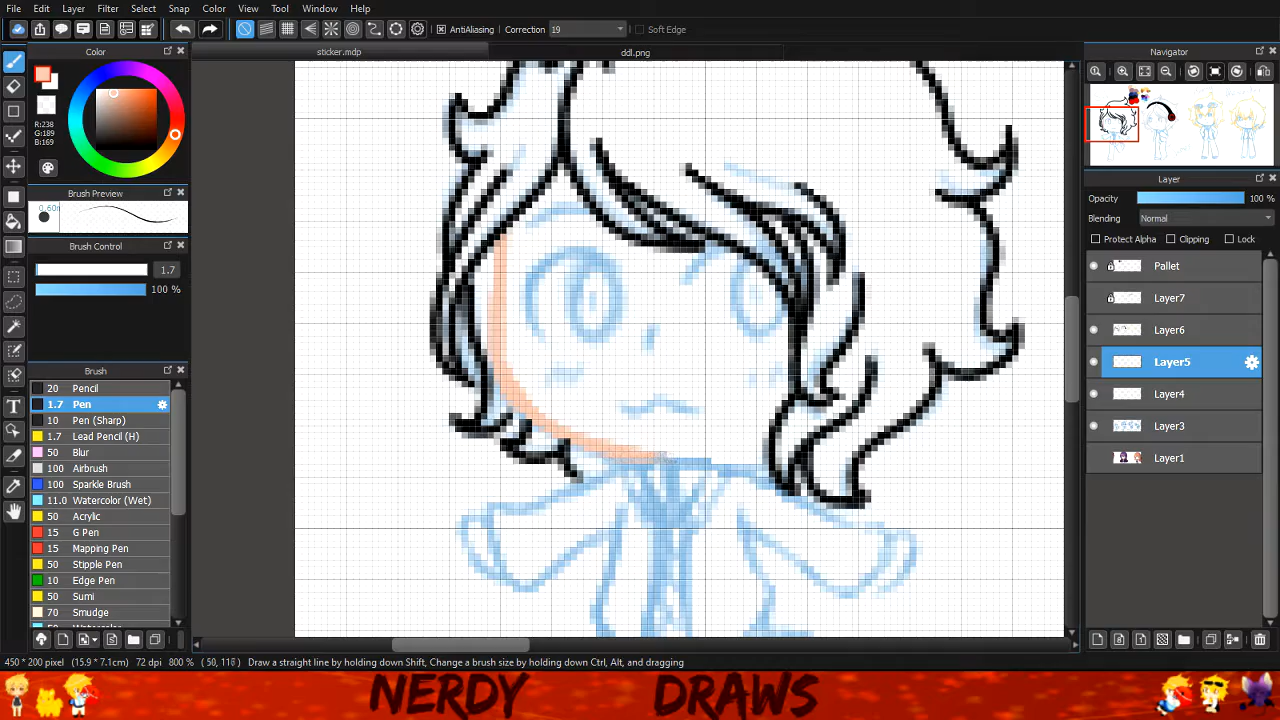 File Edit Layer Filter Select Snap Color View Tool Window Help
AntiAliasing Correction 19 Soft Edge
Color
sticker.mdp
ddl.png
Navigator
R:238
G:189
B:169
Brush Preview
Brush Control
1.7
100 %
Layer
Opacity 100 %
Blending Normal
Protect Alpha Clipping Lock
Pallet
Layer7
Layer6
Layer5
Layer4
Layer3
Layer1
Brush
20 Pencil
1.7 Pen
10 Pen (Sharp)
1.7 Lead Pencil (H)
50 Blur
100 Airbrush
100 Sparkle Brush
11.0 Watercolor (Wet)
50 Acrylic
15 G Pen
15 Mapping Pen
50 Stipple Pen
10 Edge Pen
50 Sumi
70 Smudge
450 * 200 pixel (15.9 * 7.1cm) 72 dpi 800 % Draw a straight line by holding down Shift, Change a brush size by holding down Ctrl, Alt, and dragging
NERDY DRAWS